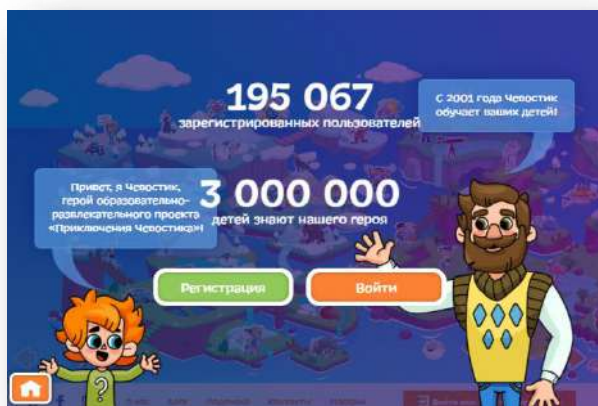 195 067
зарегистрированных пользователей
С 2001 года Чевостик
обучает ваших детей!
Привет, я Чевостик,
герой образовательно-
развлекательного проекта
«Приключения Чевостика»!
3 000 000
детей знают нашего героя
Регистрация
Войти
?